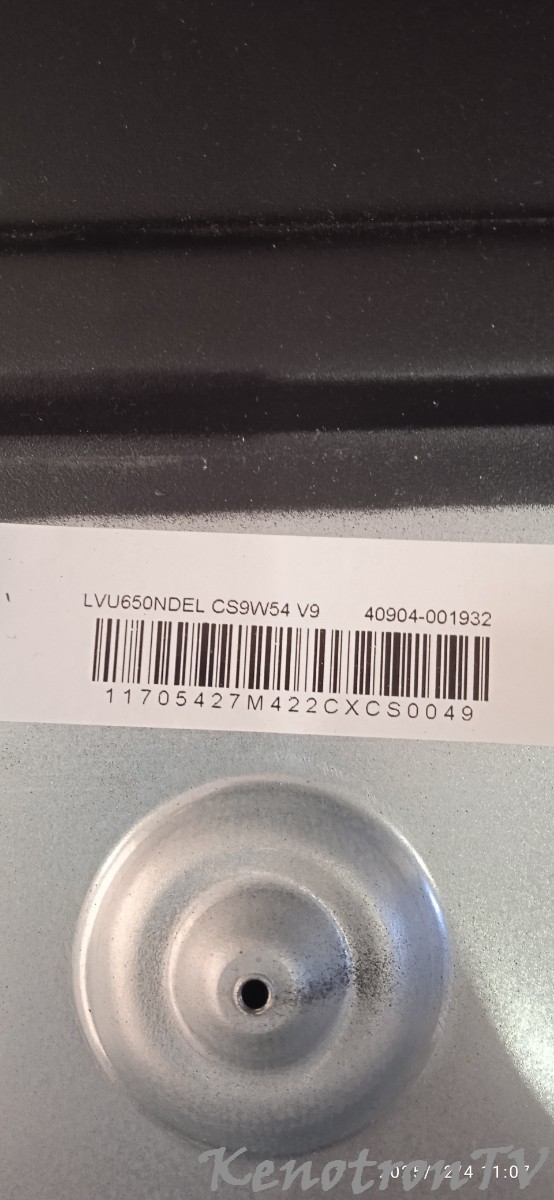 LVU650NDEL CS9W54 V9 40904-001932
11705427M422CXCS0049
KenotronTV